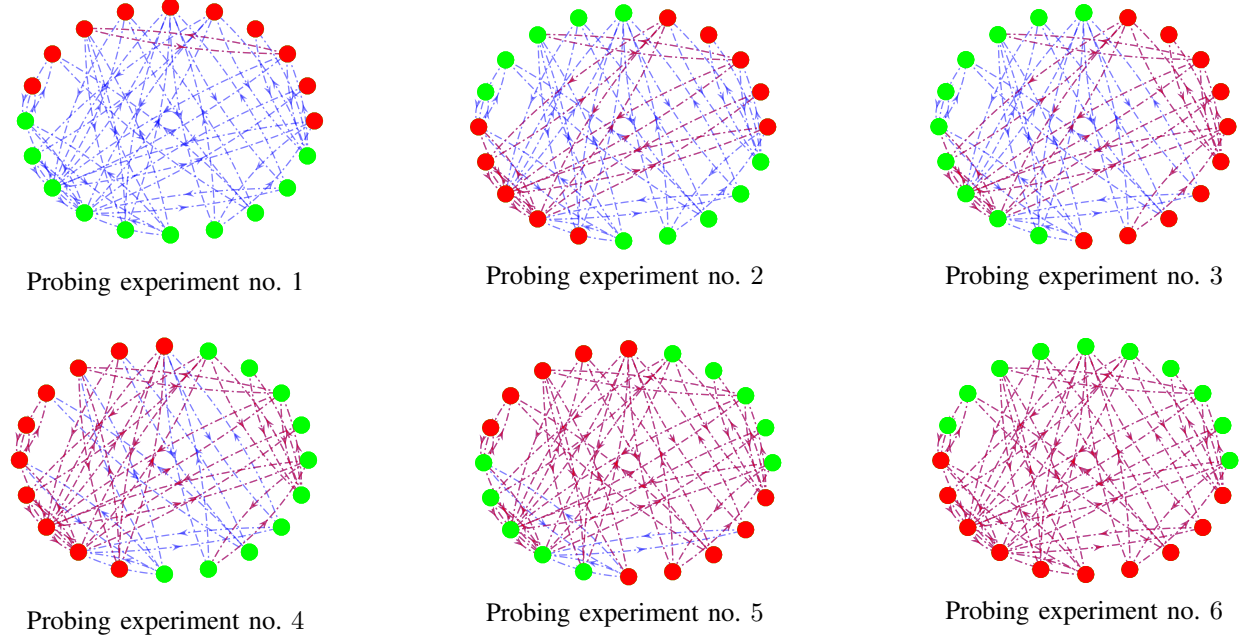 Probing experiment no. 1
Probing experiment no. 2
Probing experiment no. 3
Probing experiment no. 4
Probing experiment no. 5
Probing experiment no. 6